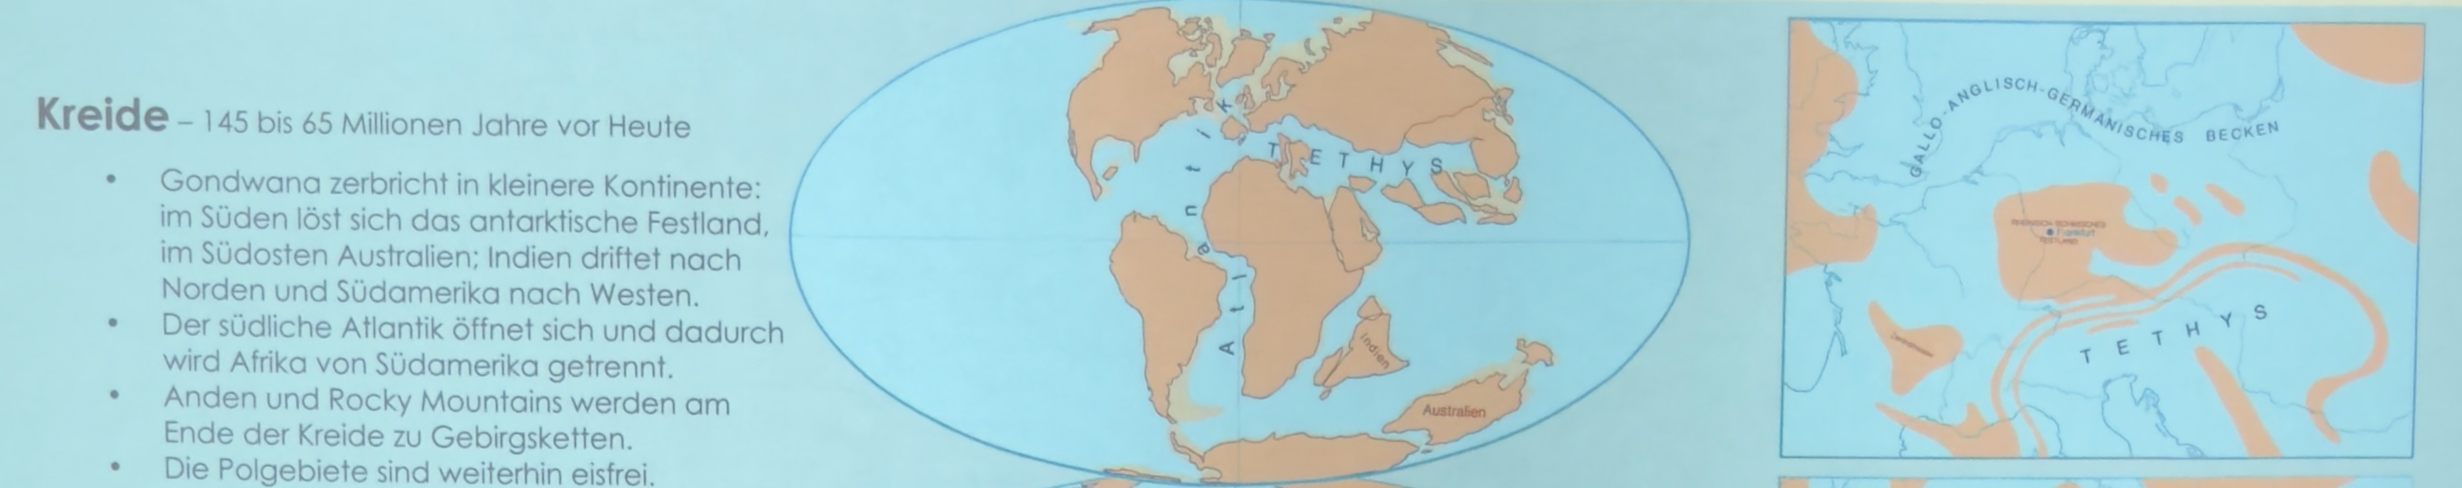 Kreide – 145 bis 65 Millionen Jahre vor Heute
• Gondwana zerbricht in kleinere Kontinente:
im Süden löst sich das antarktische Festland,
im Südosten Australien; Indien driftet nach
Norden und Südamerika nach Westen.
• Der südliche Atlantik öffnet sich und dadurch
wird Afrika von Südamerika getrennt.
• Anden und Rocky Mountains werden am
Ende der Kreide zu Gebirgsketten.
• Die Polgebiete sind weiterhin eisfrei.
Atlantik
TETHYS
Indien
Australien
GALLO-ANGLISCH-GERMANISCHES BECKEN
Frankfurt
FESTLAND
TETHYS